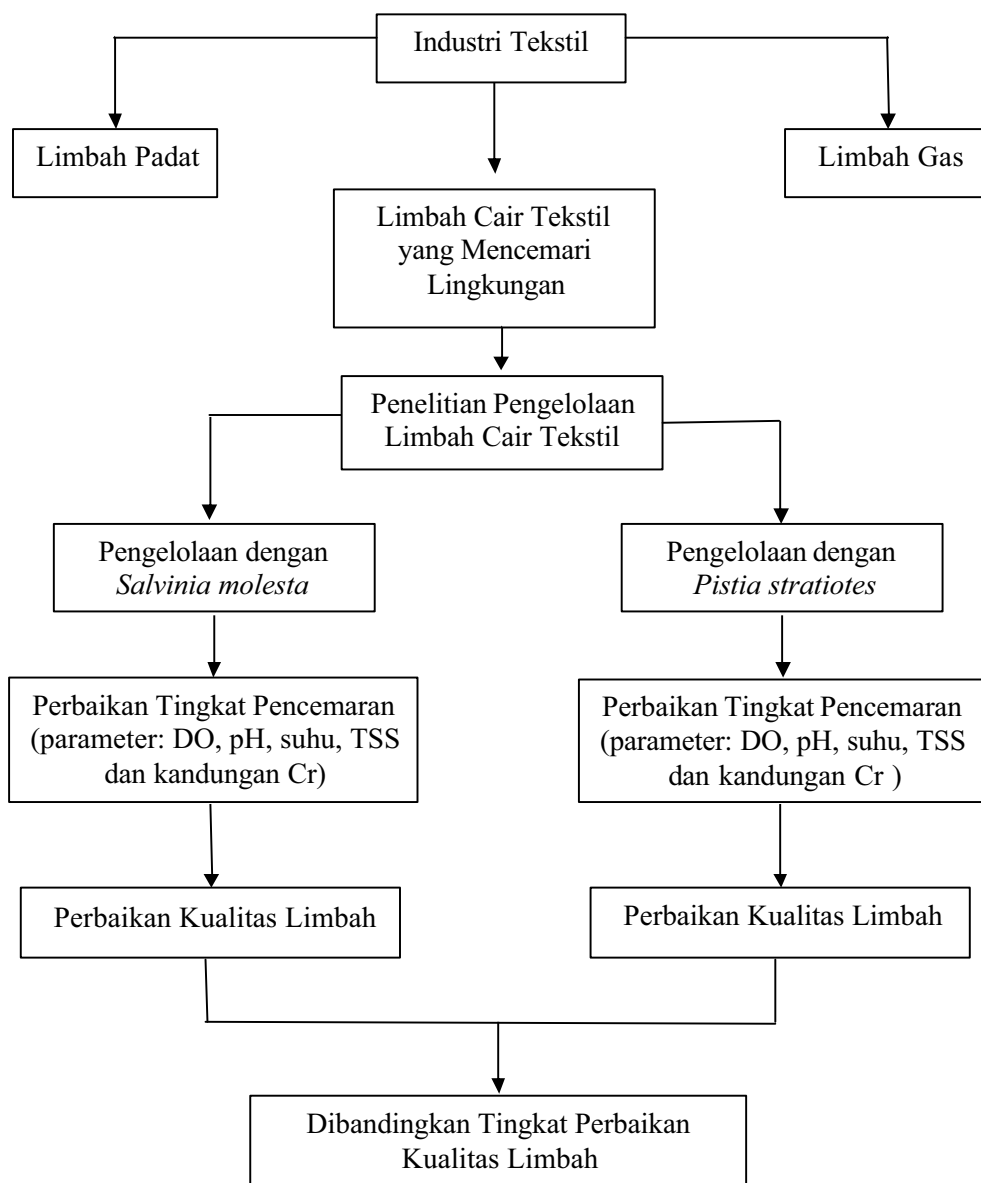 Industri Tekstil
Limbah Padat
Limbah Gas
Limbah Cair Tekstil
yang Mencemari
Lingkungan
Penelitian Pengelolaan
Limbah Cair Tekstil
Pengelolaan dengan
Salvinia molesta
Pengelolaan dengan
Pistia stratiotes
Perbaikan Tingkat Pencemaran
(parameter: DO, pH, suhu, TSS
dan kandungan Cr)
Perbaikan Tingkat Pencemaran
(parameter: DO, pH, suhu, TSS
dan kandungan Cr )
Perbaikan Kualitas Limbah
Perbaikan Kualitas Limbah
Dibandingkan Tingkat Perbaikan
Kualitas Limbah